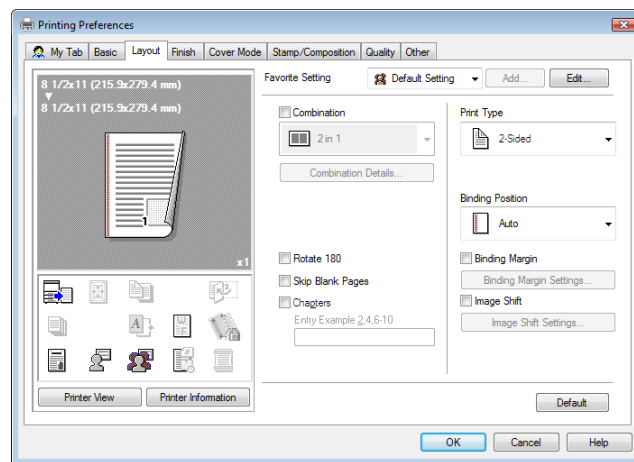 Printing Preferences
My Tab Basic Layout Finish Cover Mode Stamp/Composition Quality Other
8 1/2x11 (215.9x279.4 mm)
8 1/2x11 (215.9x279.4 mm)
1
x1
Printer View Printer Information
Favorite Setting Default Setting Add... Edit...
Combination
2 in 1
Combination Details...
Rotate 180
Skip Blank Pages
Chapters
Entry Example 2,4,6-10
Print Type
2-Sided
Binding Position
Auto
Binding Margin
Binding Margin Settings...
Image Shift
Image Shift Settings...
Default
OK Cancel Help